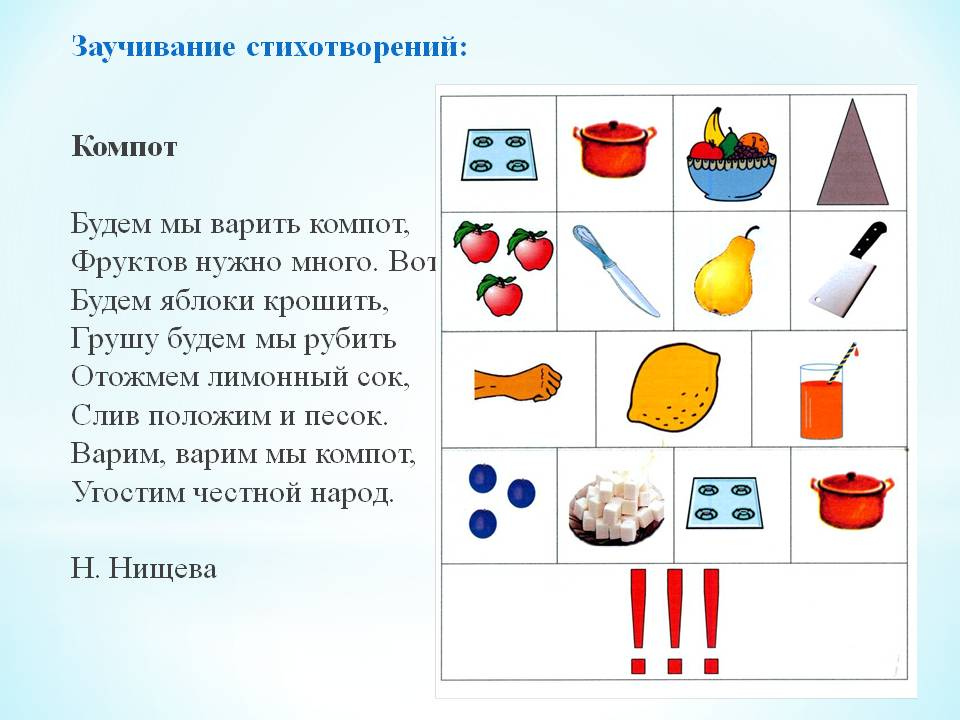 Заучивание стихотворений:
Компот
Будем мы варить компот,
Фруктов нужно много. Вот
Будем яблоки крошить,
Грушу будем мы рубить
Отожмем лимонный сок,
Слив положим и песок.
Варим, варим мы компот,
Угостим честной народ.
Н. Нищева
!!!